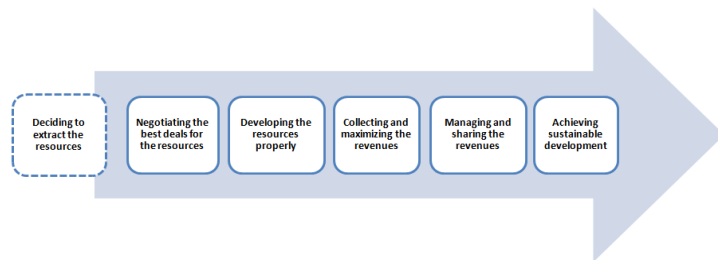 Deciding to
extract the
resources
Negotiating the
best deals for
the resources
Developing the
resources
properly
Collecting and
maximizing the
revenues
Managing and
sharing the
revenues
Achieving
sustainable
development